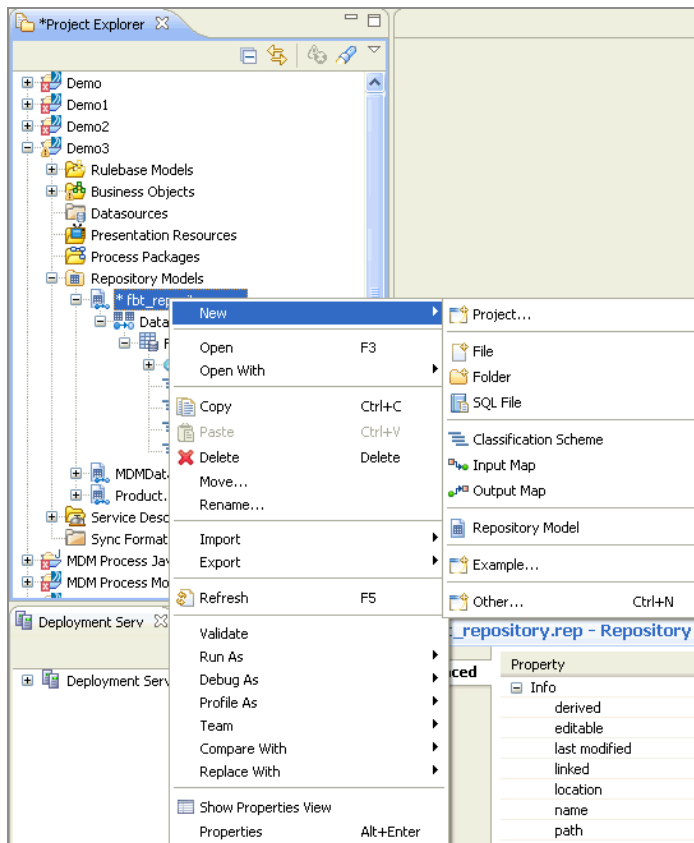 *Project Explorer
Demo
Demo1
Demo2
Demo3
Rulebase Models
Business Objects
Datasources
Presentation Resources
Process Packages
Repository Models
* fbt_rep
Data
MDMDat
Product.
Service Desc
Sync Format
MDM Process Jav
MDM Process Mo
New
Open F3
Open With
Copy Ctrl+C
Paste Ctrl+V
Delete Delete
Move...
Rename...
Import
Export
Refresh F5
Validate
Run As
Debug As
Profile As
Team
Compare With
Replace With
Show Properties View
Properties Alt+Enter
Project...
File
Folder
SQL File
Classification Scheme
Input Map
Output Map
Repository Model
Example...
Other... Ctrl+N
Deployment Serv
Deployment Serv
_repository.rep - Repository
ced
Property
Info
derived
editable
last modified
linked
location
name
path